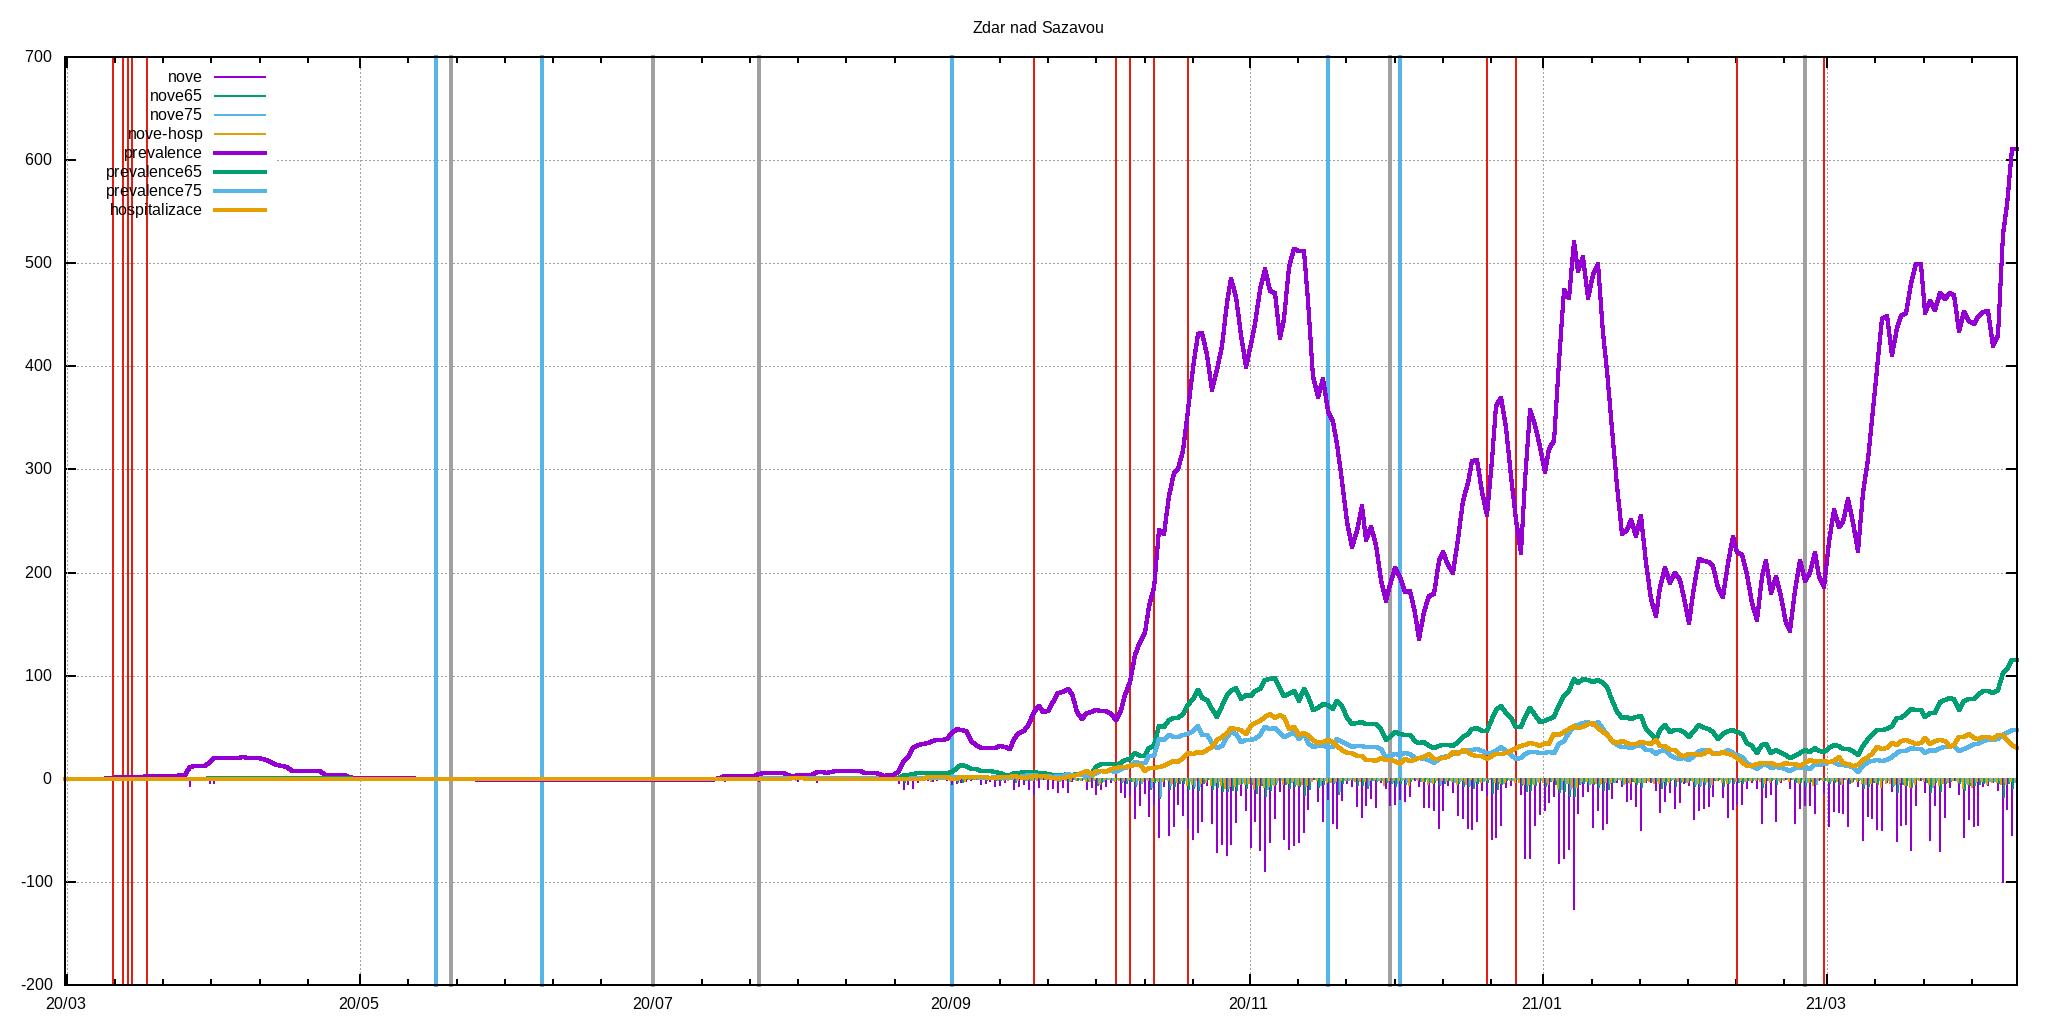 Zdar nad Sazavou
700
600
500
400
300
200
100
0
-100
-200
nove
nove65
nove75
nove-hosp
prevalence
prevalence65
prevalence75
hospitalizace
20/03
20/05
20/07
20/09
20/11
21/01
21/03